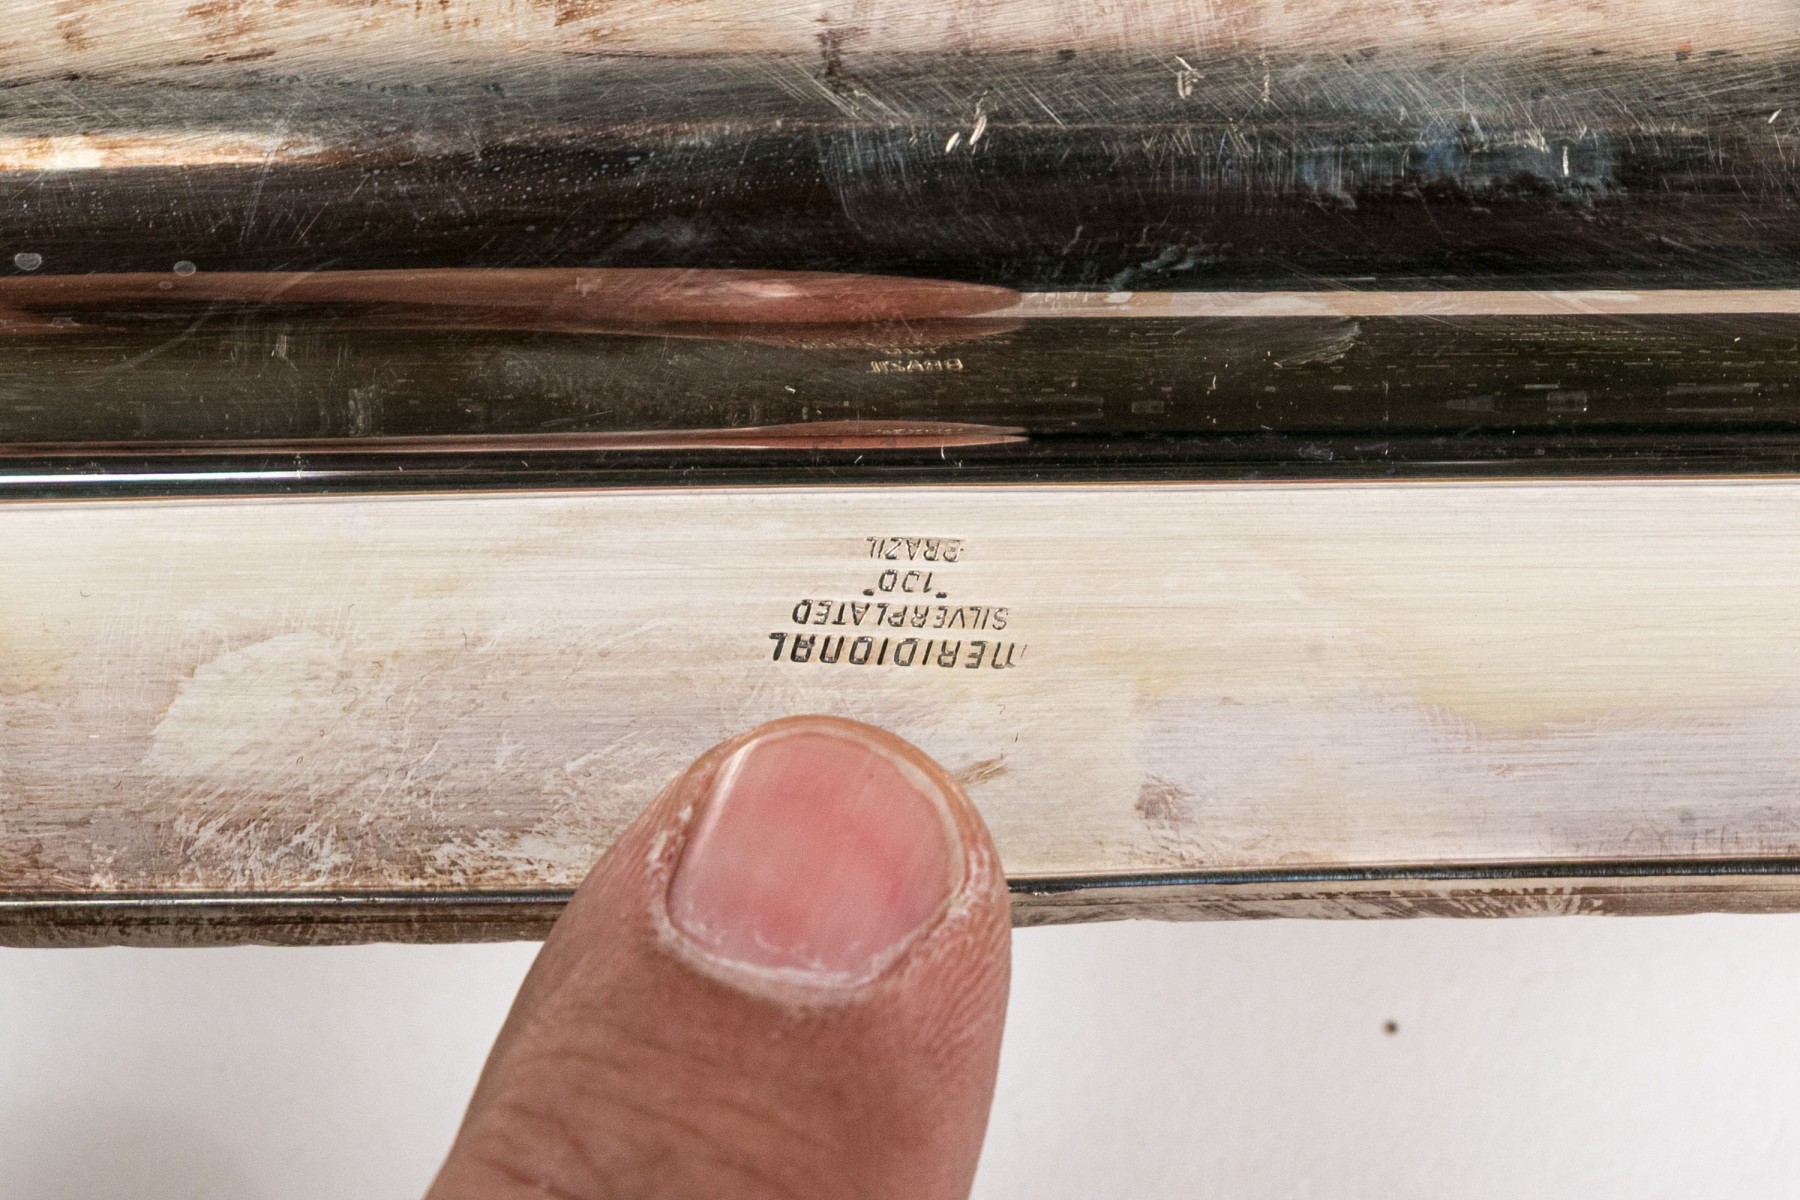 MERIDIONAL
SILVERPLATED
"100"
BRAZIL